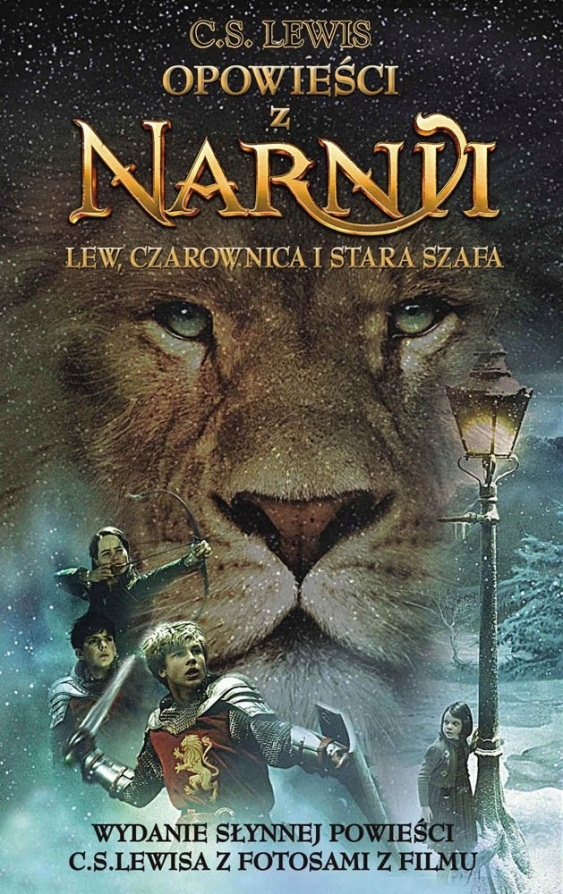 C.S. LEWIS
OPOWIEŚCI
Z
NARNII
LEW, CZAROWNICA I STARA SZAFA
WYDANIE SŁYNNEJ POWIEŚCI
C.S.LEWISA Z FOTOSAMI Z FILMU